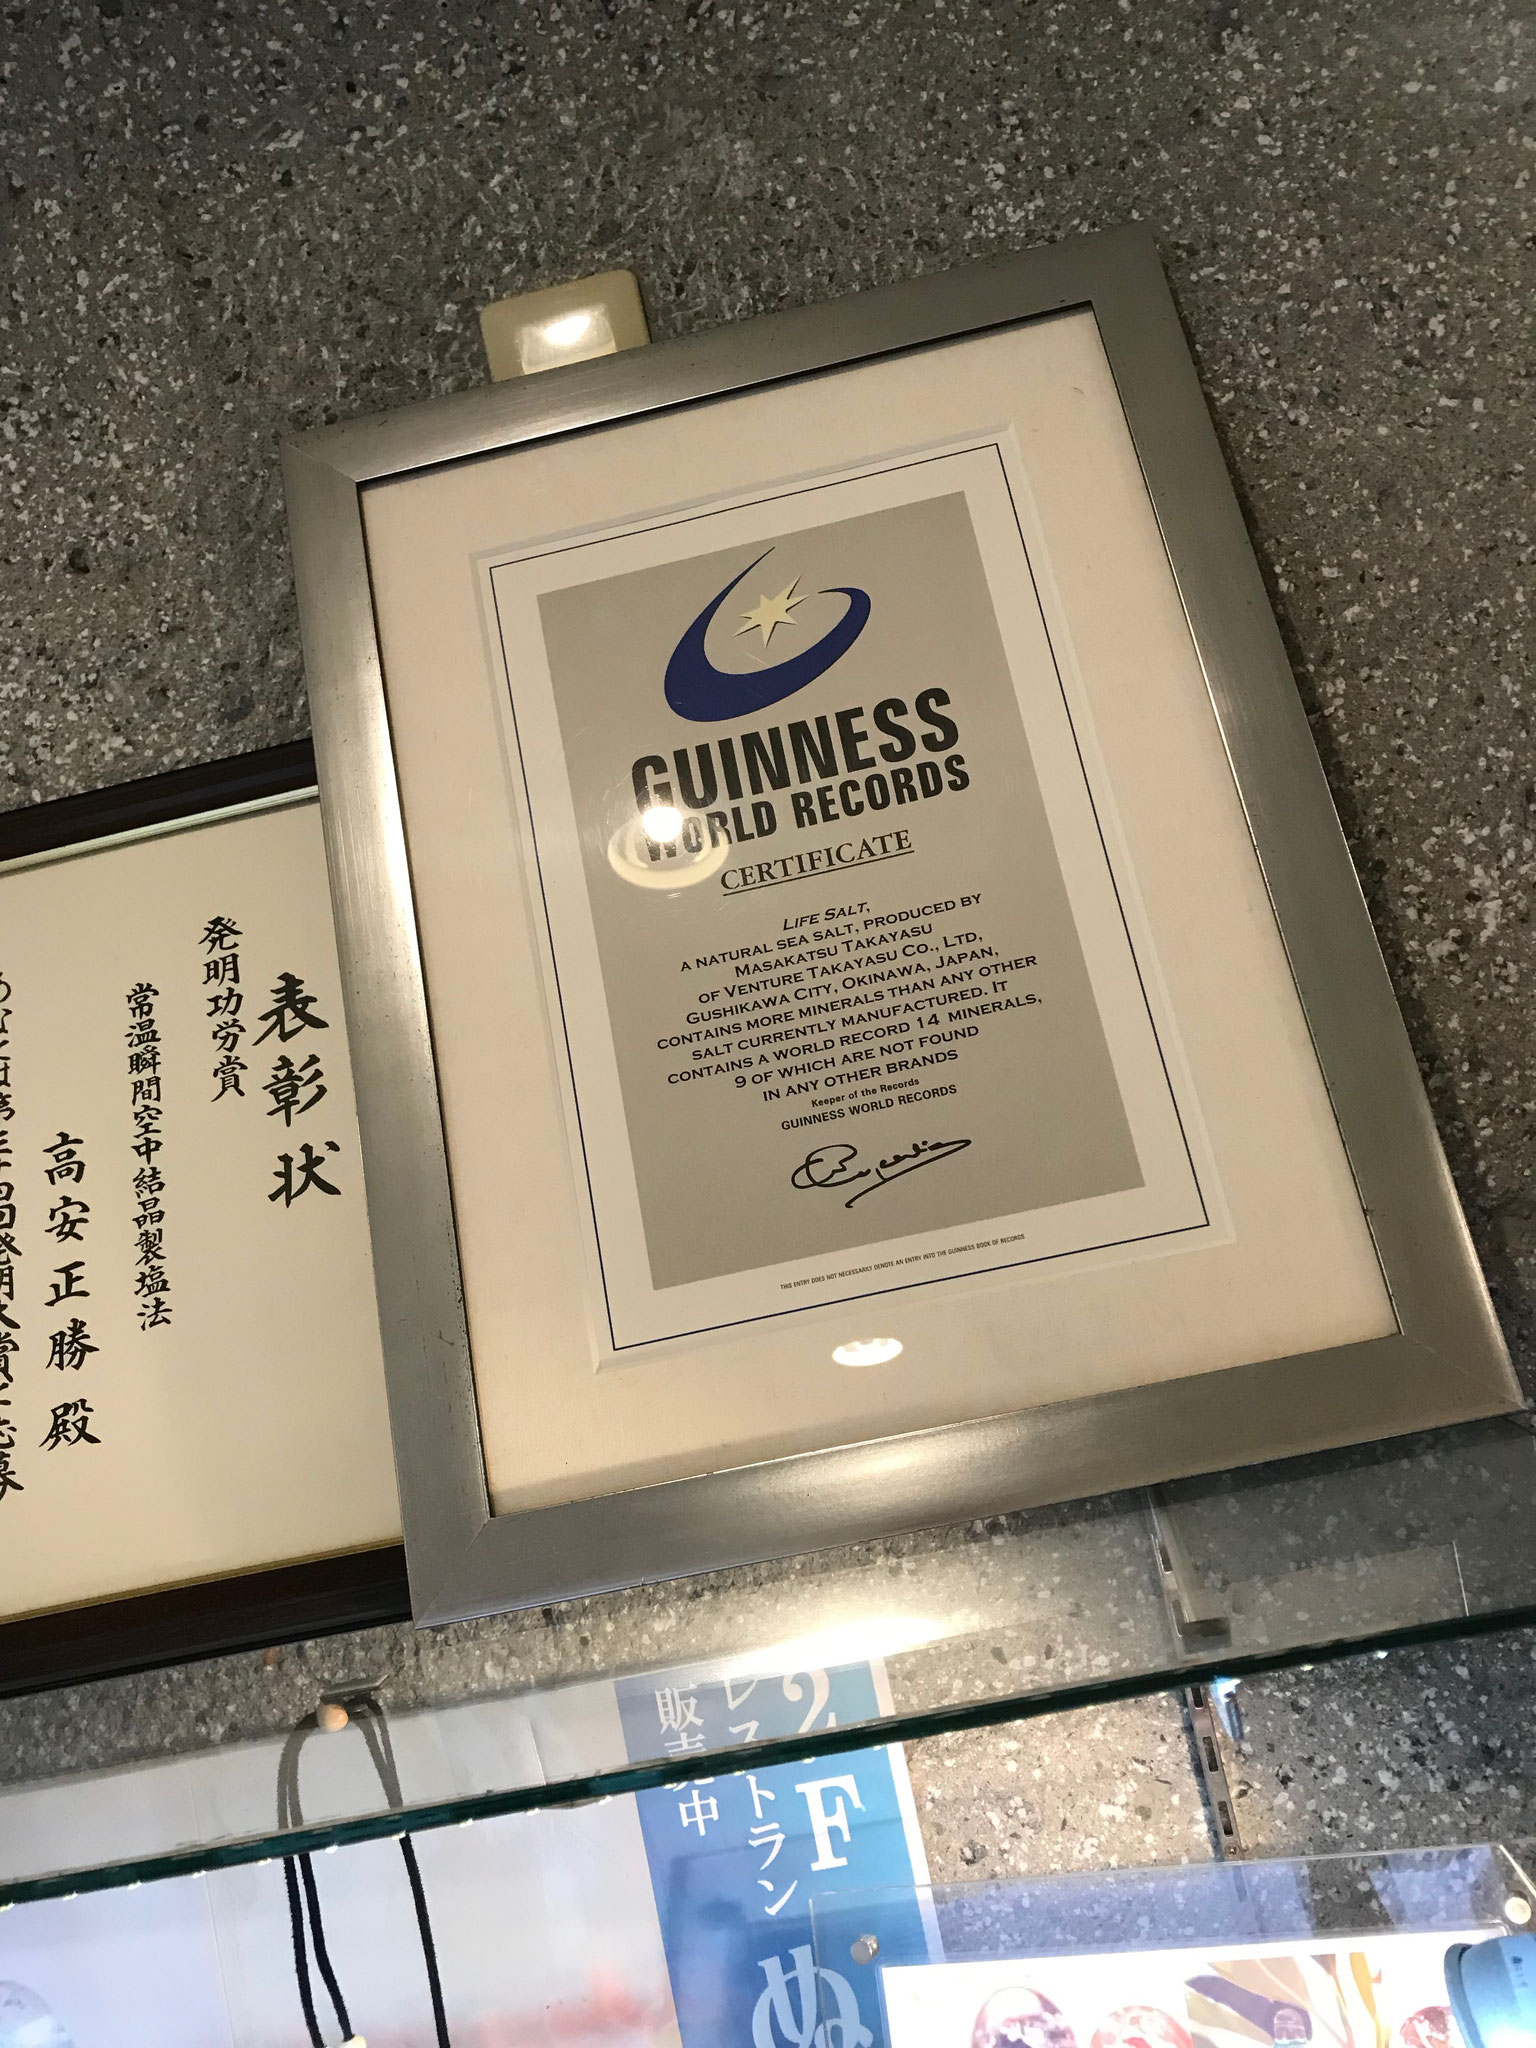 GUINNESS
WORLD RECORDS
CERTIFICATE
LIFE SALT,
A NATURAL SEA SALT, PRODUCED BY
MASAKATSU TAKAYASU
OF VENTURE TAKAYASU CO., LTD,
GUSHIKAWA CITY, OKINAWA, JAPAN,
CONTAINS MORE MINERALS THAN ANY OTHER
SALT CURRENTLY MANUFACTURED. IT
CONTAINS A WORLD RECORD 14 MINERALS,
9 OF WHICH ARE NOT FOUND
IN ANY OTHER BRANDS
Keeper of the Records
GUINNESS WORLD RECORDS
THIS ENTRY DOES NOT NECESSARILY DENOTE AN ENTRY INTO THE GUINNESS BOOK OF RECORDS
表彰状
発明功労賞
常温瞬間空中結晶製塩法
高安正勝殿
2F
レストラン
販売中
ぬ